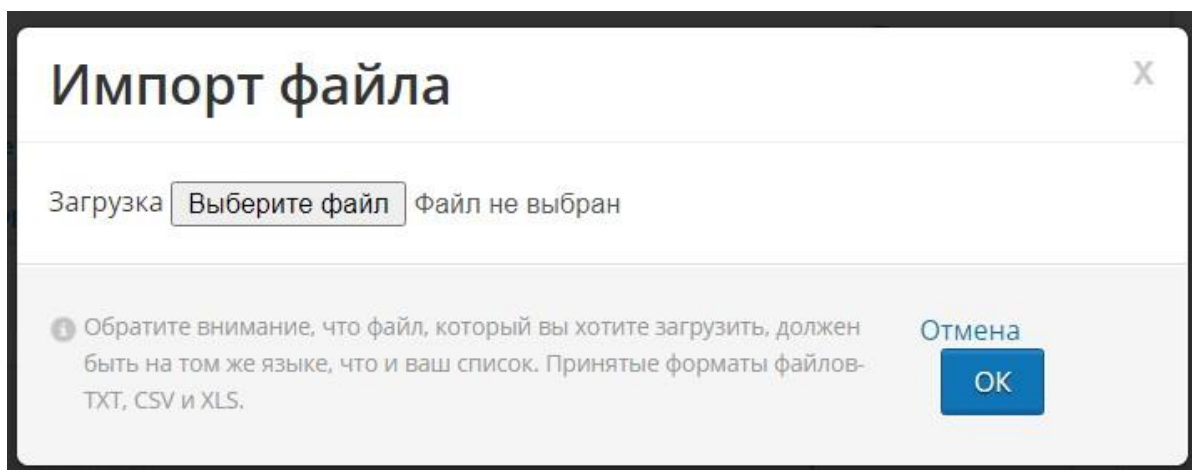 Импорт файла
X
Загрузка Выберите файл Файл не выбран
Обратите внимание, что файл, который вы хотите загрузить, должен
быть на том же языке, что и ваш список. Принятые форматы файлов-
TXT, CSV и XLS.
Отмена
ОК